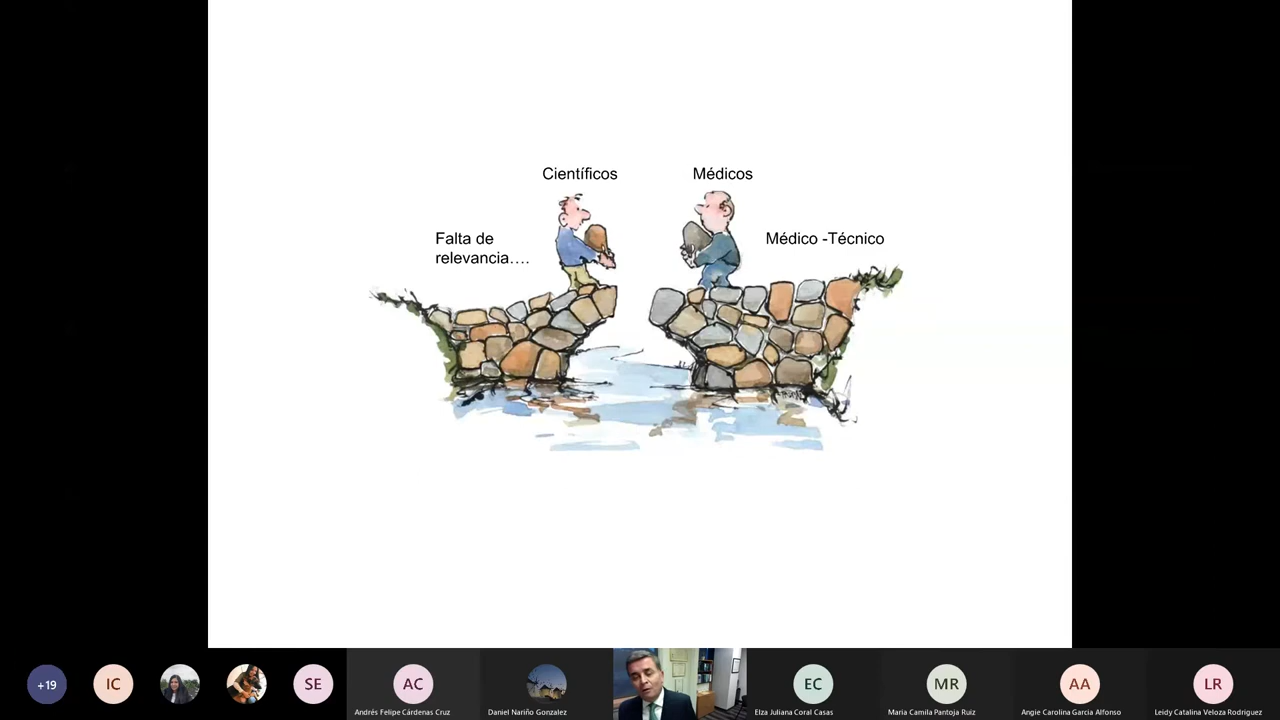 Científicos
Médicos
Falta de
relevancia….
Médico -Técnico
+19
IC
SE
AC
EC
MR
AA
LR
Andrés Felipe Cárdenas Cruz
Daniel Nariño Gonzalez
Elza Juliana Coral Casas
Maria Camila Pantoja Ruiz
Angie Carolina Garcia Alfonso
Leidy Catalina Veloza Rodriguez